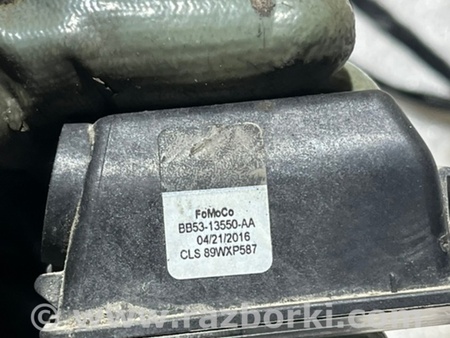 FoMoCo
BB53-13550-AA
04/21/2016
CLS 89WXP587
www.razborki.com